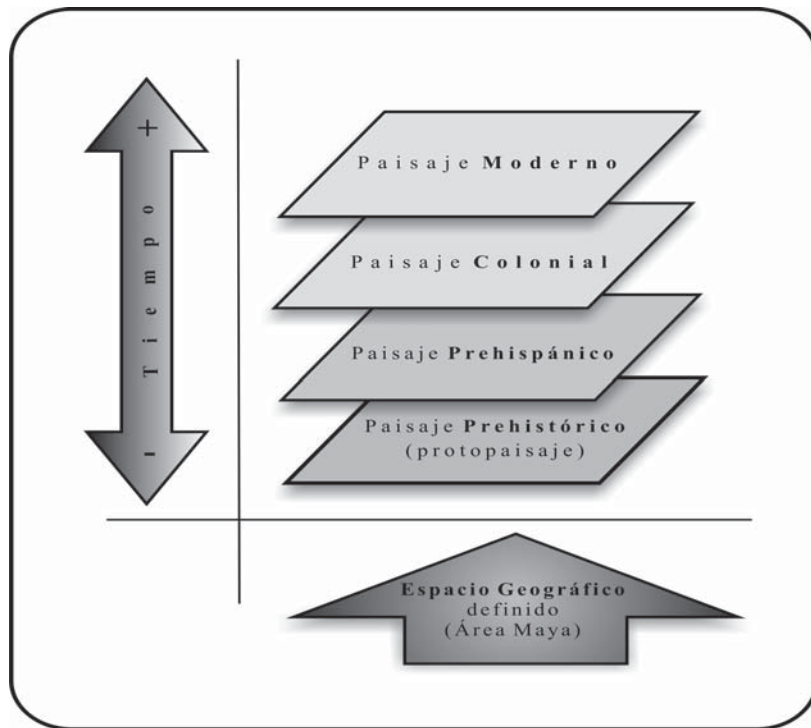 +
Tiempo
-
Paisaje Moderno
Paisaje Colonial
Paisaje Prehispánico
Paisaje Prehistórico
(protopaisaje)
Espacio Geográfico
definido
(Área Maya)